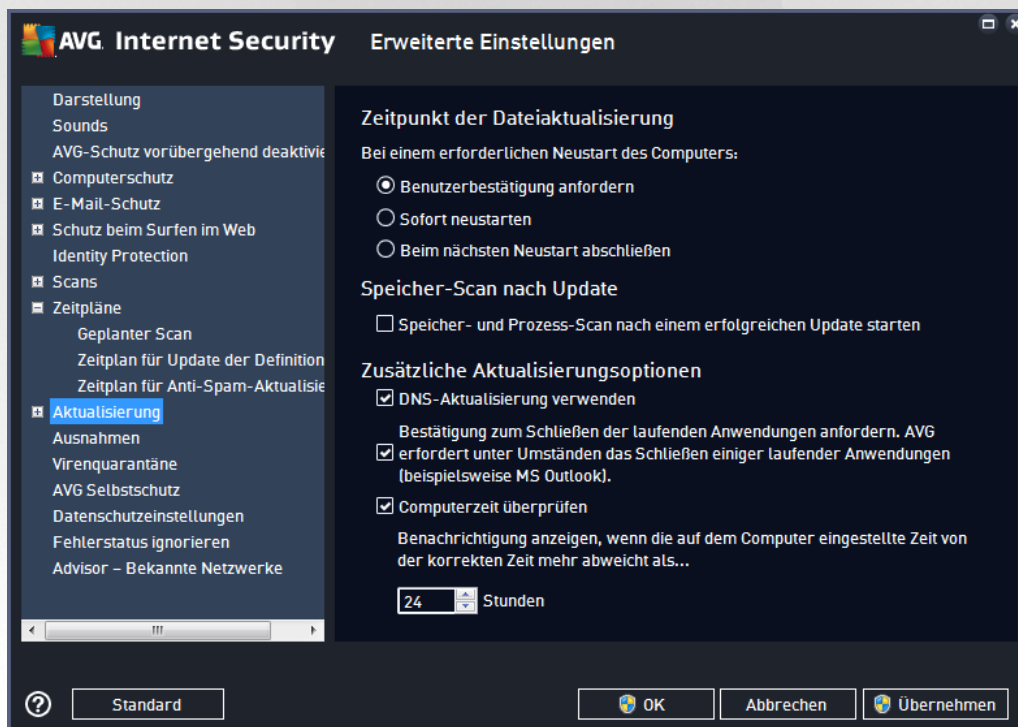 AVG. Internet Security
Erweiterte Einstellungen
Darstellung
Sounds
AVG-Schutz vorübergehend deaktivie
Computerschutz
E-Mail-Schutz
Schutz beim Surfen im Web
Identity Protection
Scans
Zeitpläne
Geplanter Scan
Zeitplan für Update der Definition
Zeitplan für Anti-Spam-Aktualisie
Aktualisierung
Ausnahmen
Virenquarantäne
AVG Selbstschutz
Datenschutzeinstellungen
Fehlerstatus ignorieren
Advisor – Bekannte Netzwerke
Zeitpunkt der Dateiaktualisierung
Bei einem erforderlichen Neustart des Computers:
Benutzerbestätigung anfordern
Sofort neustarten
Beim nächsten Neustart abschließen
Speicher-Scan nach Update
Speicher- und Prozess-Scan nach einem erfolgreichen Update starten
Zusätzliche Aktualisierungsoptionen
DNS-Aktualisierung verwenden
Bestätigung zum Schließen der laufenden Anwendungen anfordern. AVG
erfordert unter Umständen das Schließen einiger laufender Anwendungen
(beispielsweise MS Outlook).
Computerzeit überprüfen
Benachrichtigung anzeigen, wenn die auf dem Computer eingestellte Zeit von
der korrekten Zeit mehr abweicht als...
24 Stunden
? Standard OK Abbrechen Übernehmen